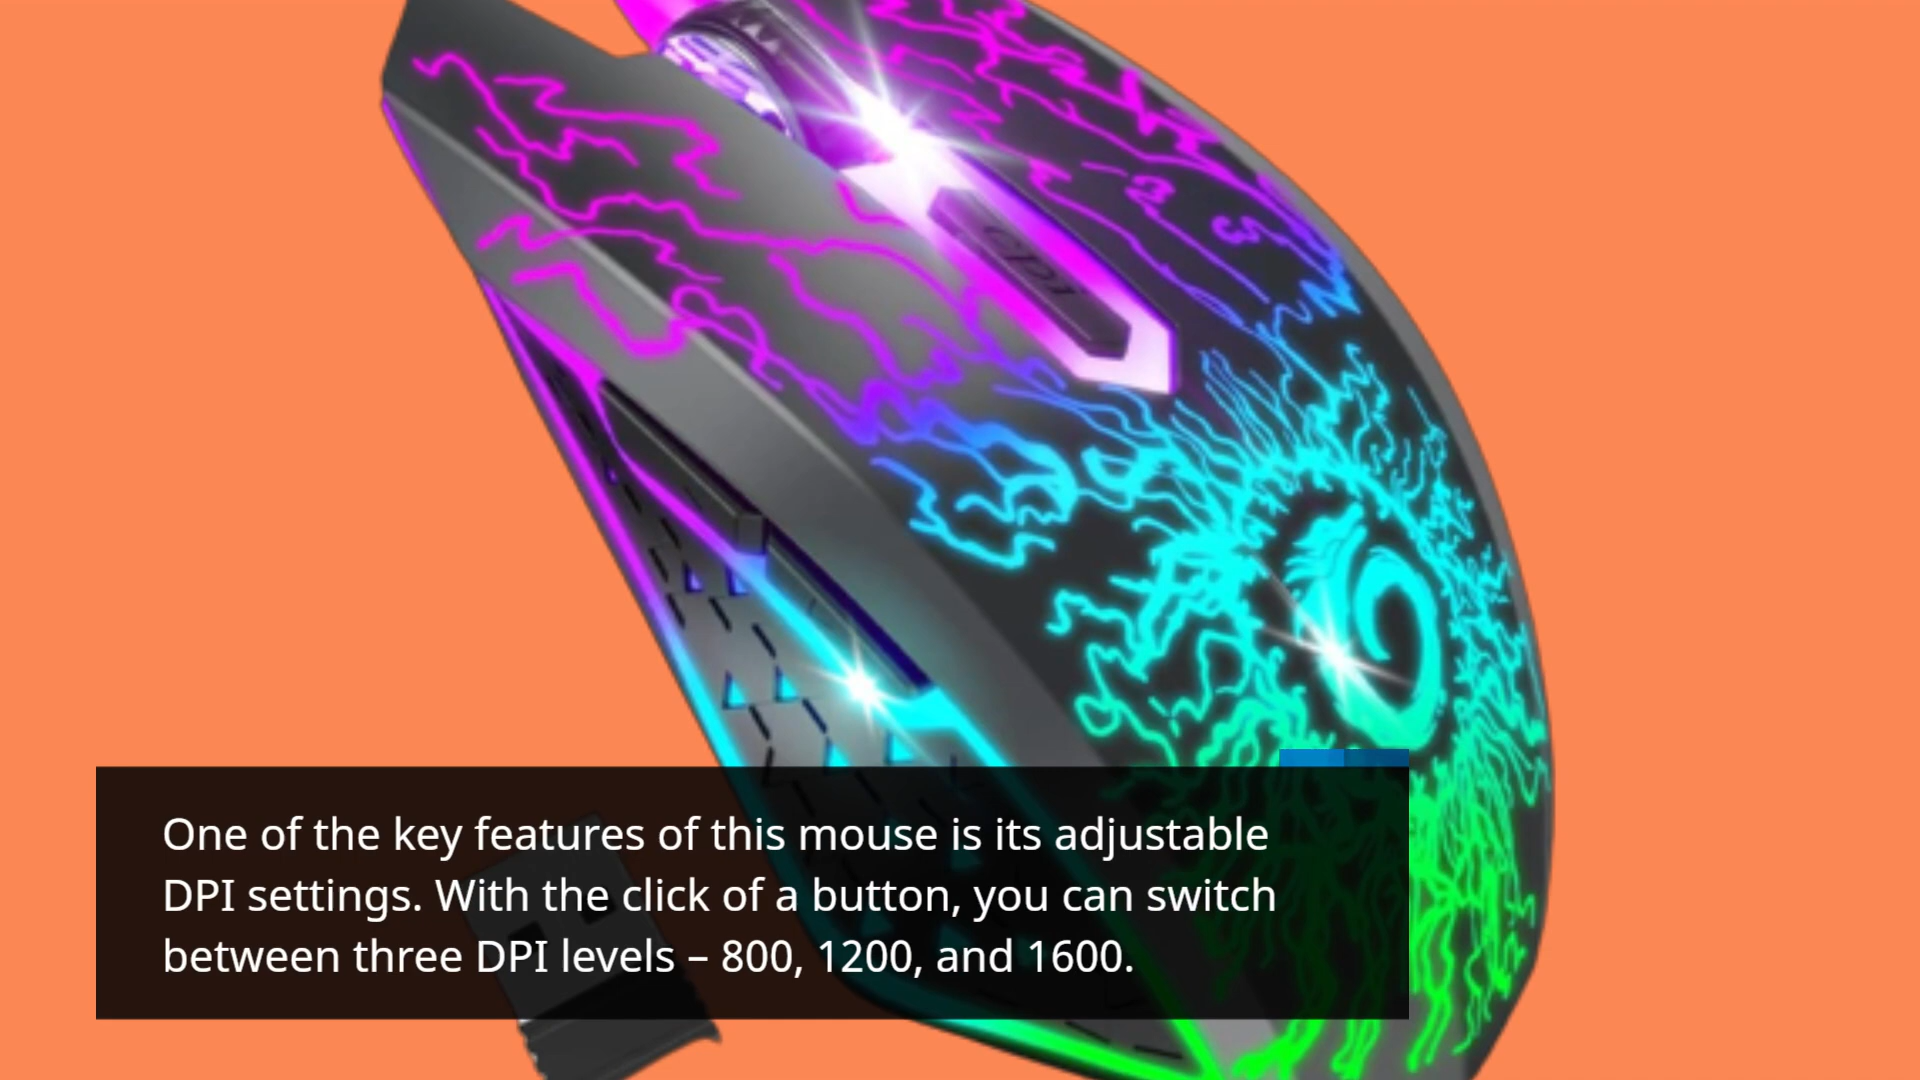 dpi
One of the key features of this mouse is its adjustable
DPI settings. With the click of a button, you can switch
between three DPI levels – 800, 1200, and 1600.